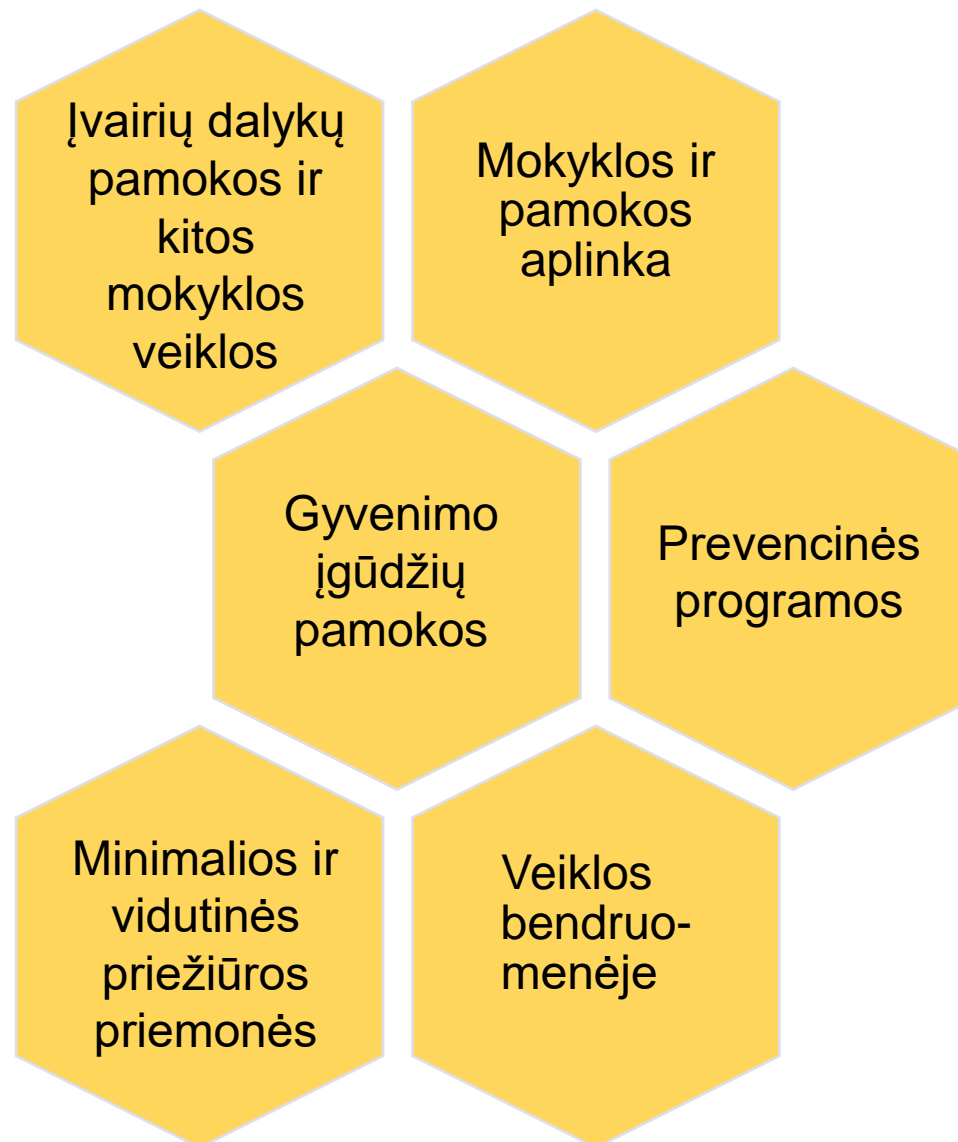 Įvairių dalykų
pamokos ir
kitos
mokyklos
veiklos
Mokyklos ir
pamokos
aplinka
Gyvenimo
įgūdžių
pamokos
Prevencinės
programos
Minimalios ir
vidutinės
priežiūros
priemonės
Veiklos
bendruo-
menėje